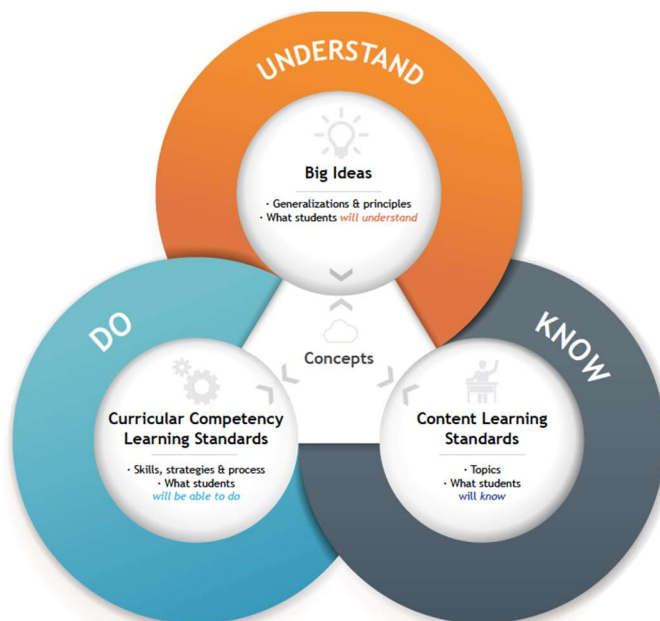 UNDERSTAND
Big Ideas
· Generalizations & principles
· What students will understand
DO
KNOW
Concepts
Curricular Competency
Learning Standards
· Skills, strategies & process
· What students
will be able to do
Content Learning
Standards
· Topics
· What students
will know